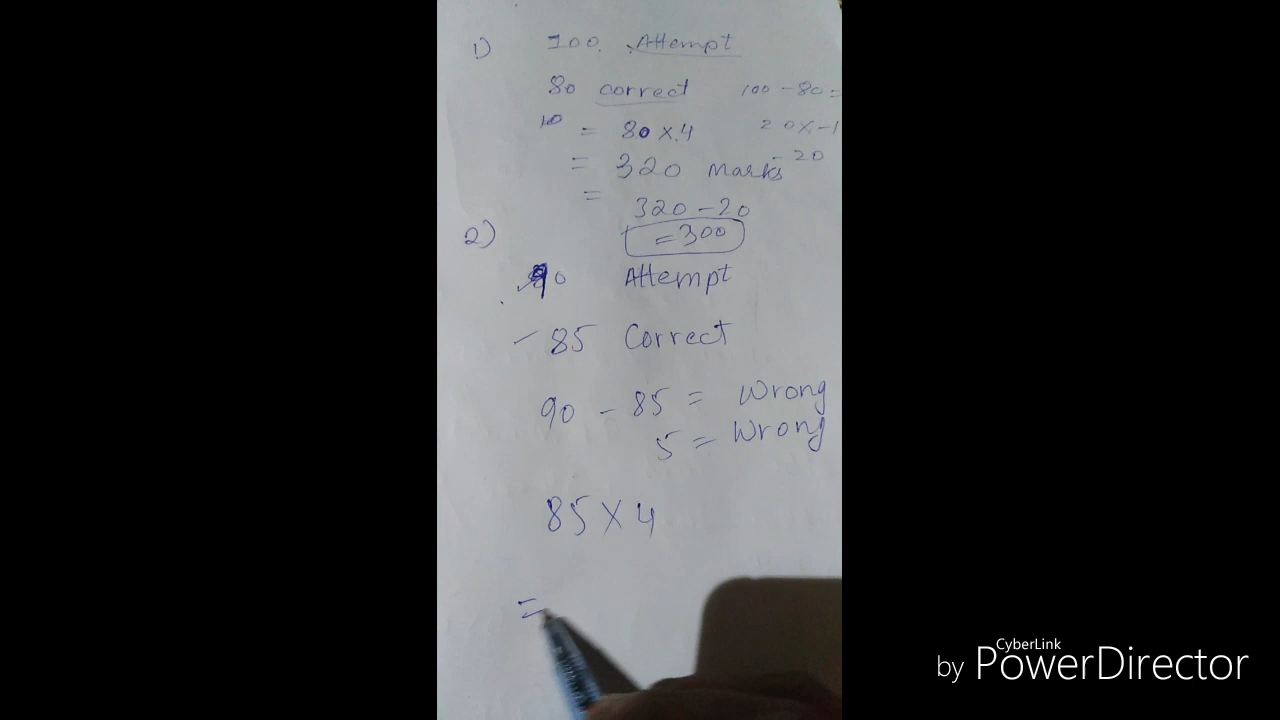 1) 100. Attempt
80 correct 100 - 80 =
10 = 80 x 4 20 x -1
= 320 marks - 20
= 320 - 20
= 300
2)
90 Attempt
- 85 Correct
90 - 85 = Wrong
5 = Wrong
85 X 4
=
CyberLink
by PowerDirector